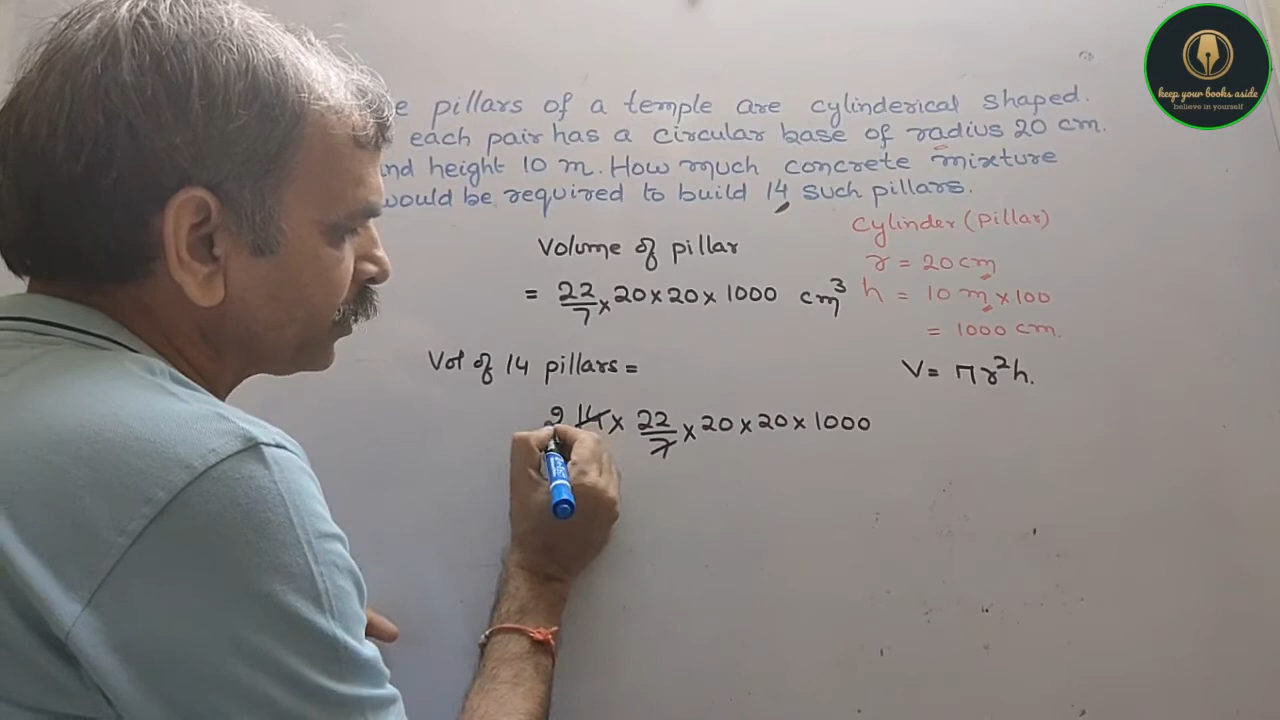 e pillars of a temple are cylinderical shaped.
each pair has a circular base of radius 20 cm.
nd height 10 m. How much concrete mixture
would be required to build 14 such pillars.
Cylinder (Pillar)
r = 20 cm
h = 10 m × 100
= 1000 cm.
V = πr²h.
Volume of pillar
= 22/7 × 20 × 20 × 1000 cm³
Vol of 14 pillars =
2 14 × 22/7 × 20 × 20 × 1000
keep your books aside
believe in yourself